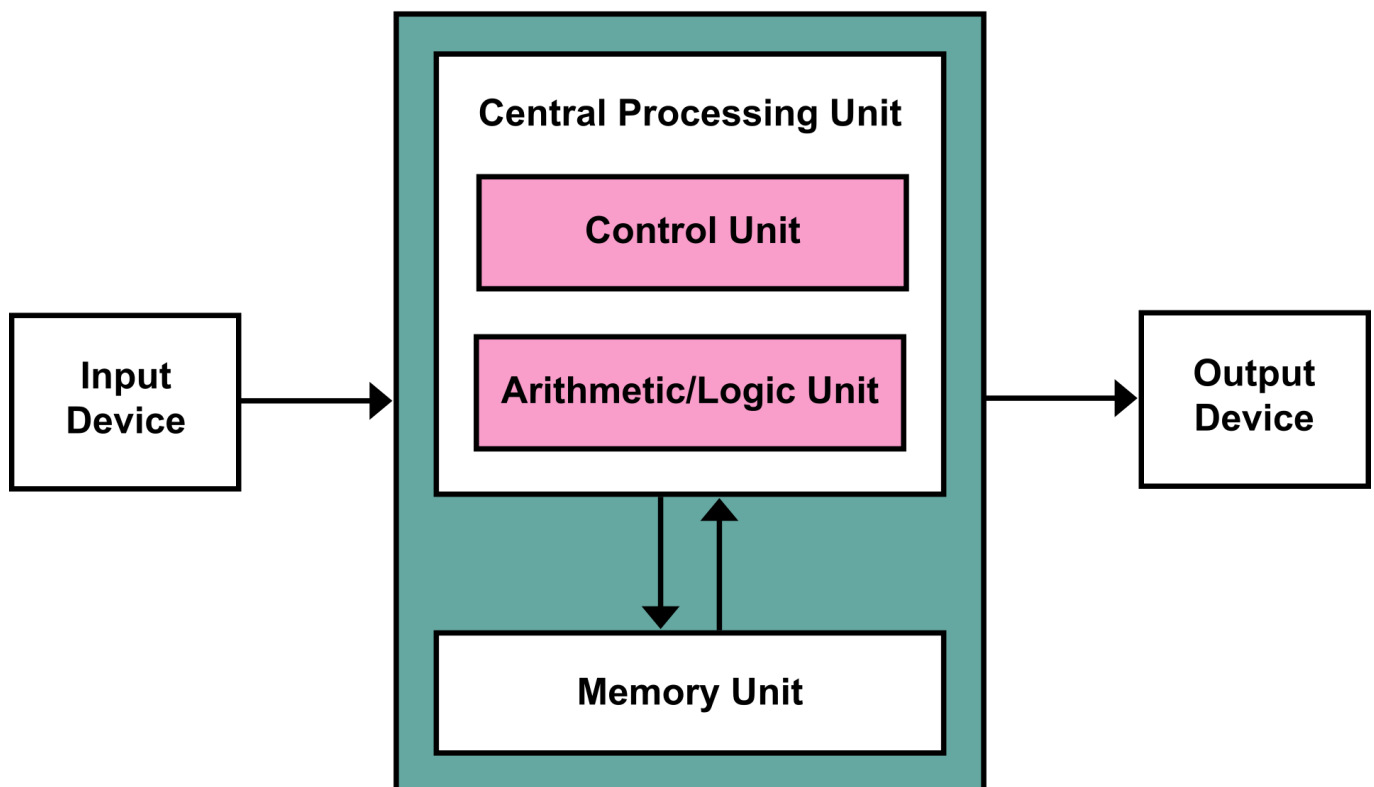 Central Processing Unit
Control Unit
Arithmetic/Logic Unit
Input
Device
Output
Device
Memory Unit